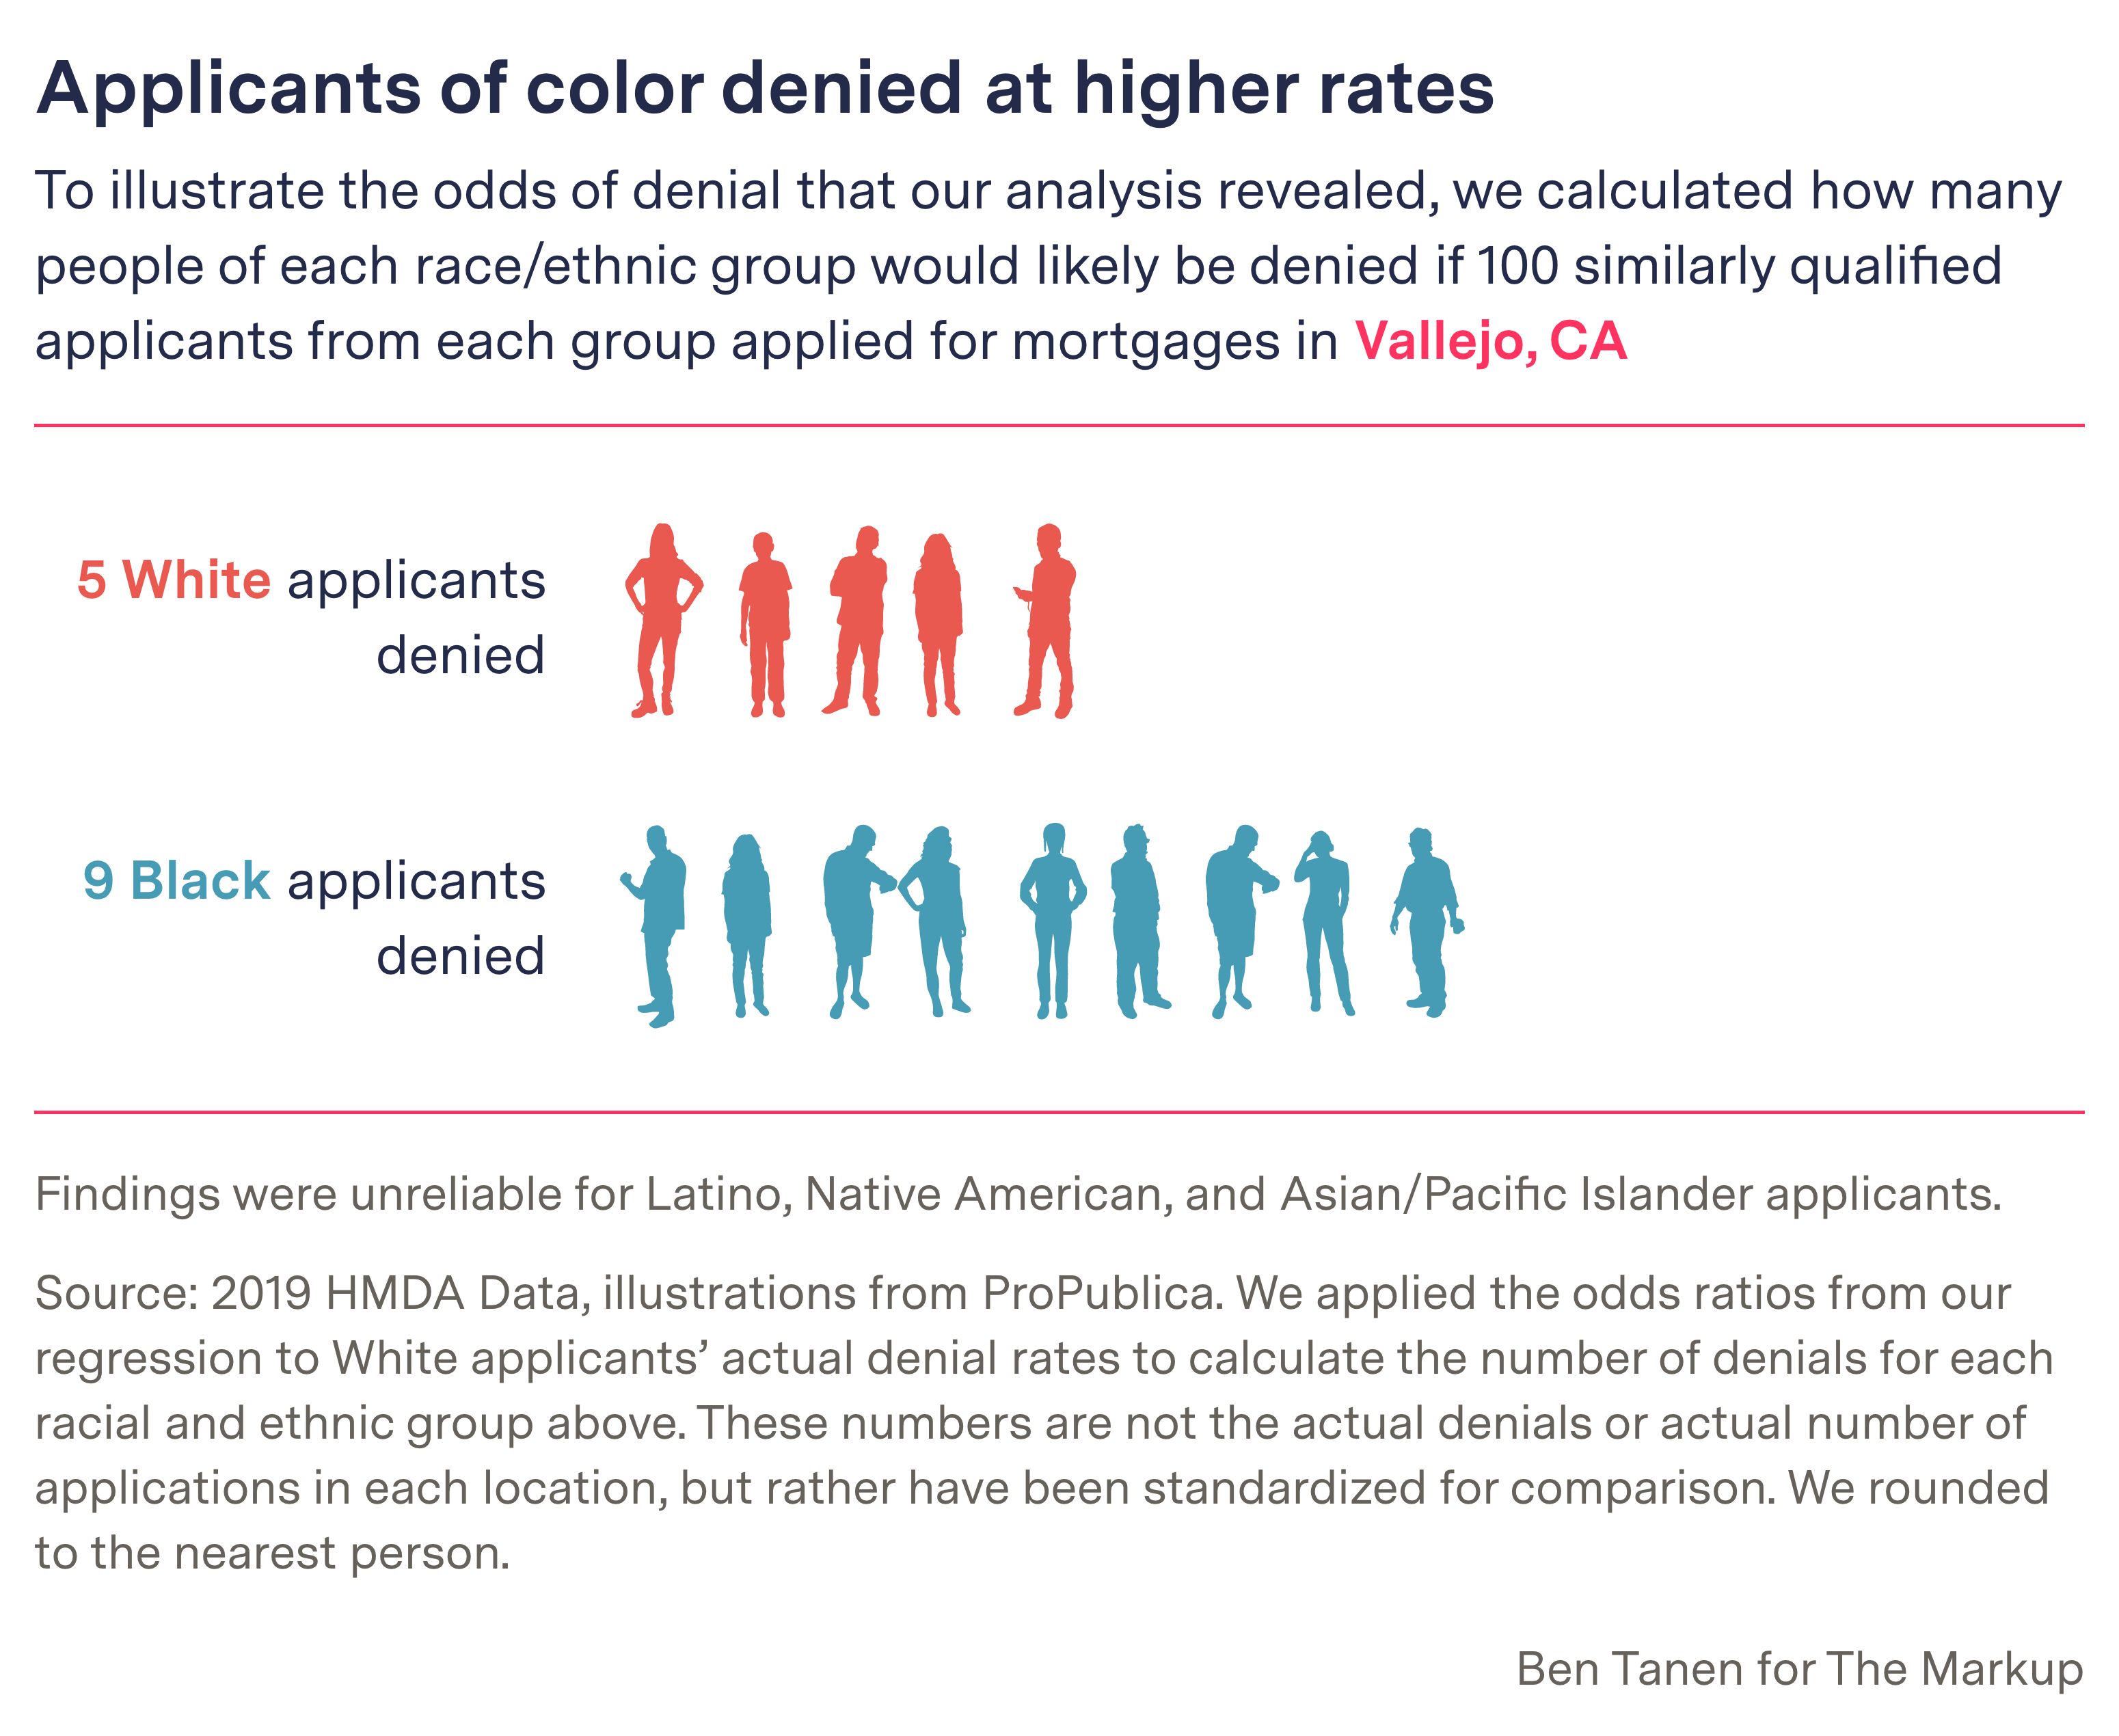 Applicants of color denied at higher rates
To illustrate the odds of denial that our analysis revealed, we calculated how many
people of each race/ethnic group would likely be denied if 100 similarly qualified
applicants from each group applied for mortgages in Vallejo, CA
5 White applicants
denied
9 Black applicants
denied
Findings were unreliable for Latino, Native American, and Asian/Pacific Islander applicants.
Source: 2019 HMDA Data, illustrations from ProPublica. We applied the odds ratios from our
regression to White applicants’ actual denial rates to calculate the number of denials for each
racial and ethnic group above. These numbers are not the actual denials or actual number of
applications in each location, but rather have been standardized for comparison. We rounded
to the nearest person.
Ben Tanen for The Markup